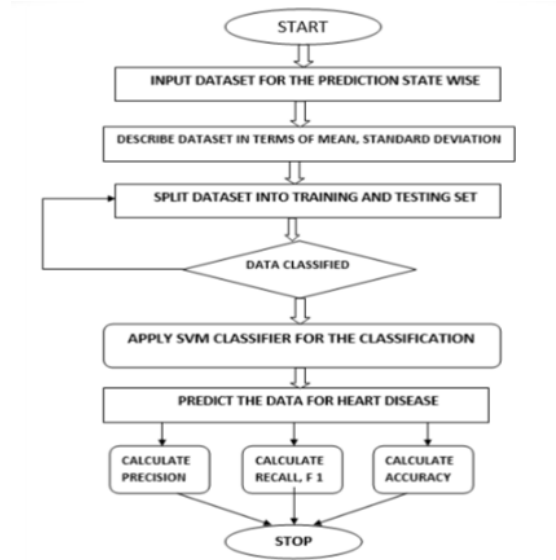 START
INPUT DATASET FOR THE PREDICTION STATE WISE
DESCRIBE DATASET IN TERMS OF MEAN, STANDARD DEVIATION
SPLIT DATASET INTO TRAINING AND TESTING SET
DATA CLASSIFIED
APPLY SVM CLASSIFIER FOR THE CLASSIFICATION
PREDICT THE DATA FOR HEART DISEASE
CALCULATE
PRECISION
CALCULATE
RECALL, F 1
CALCULATE
ACCURACY
STOP